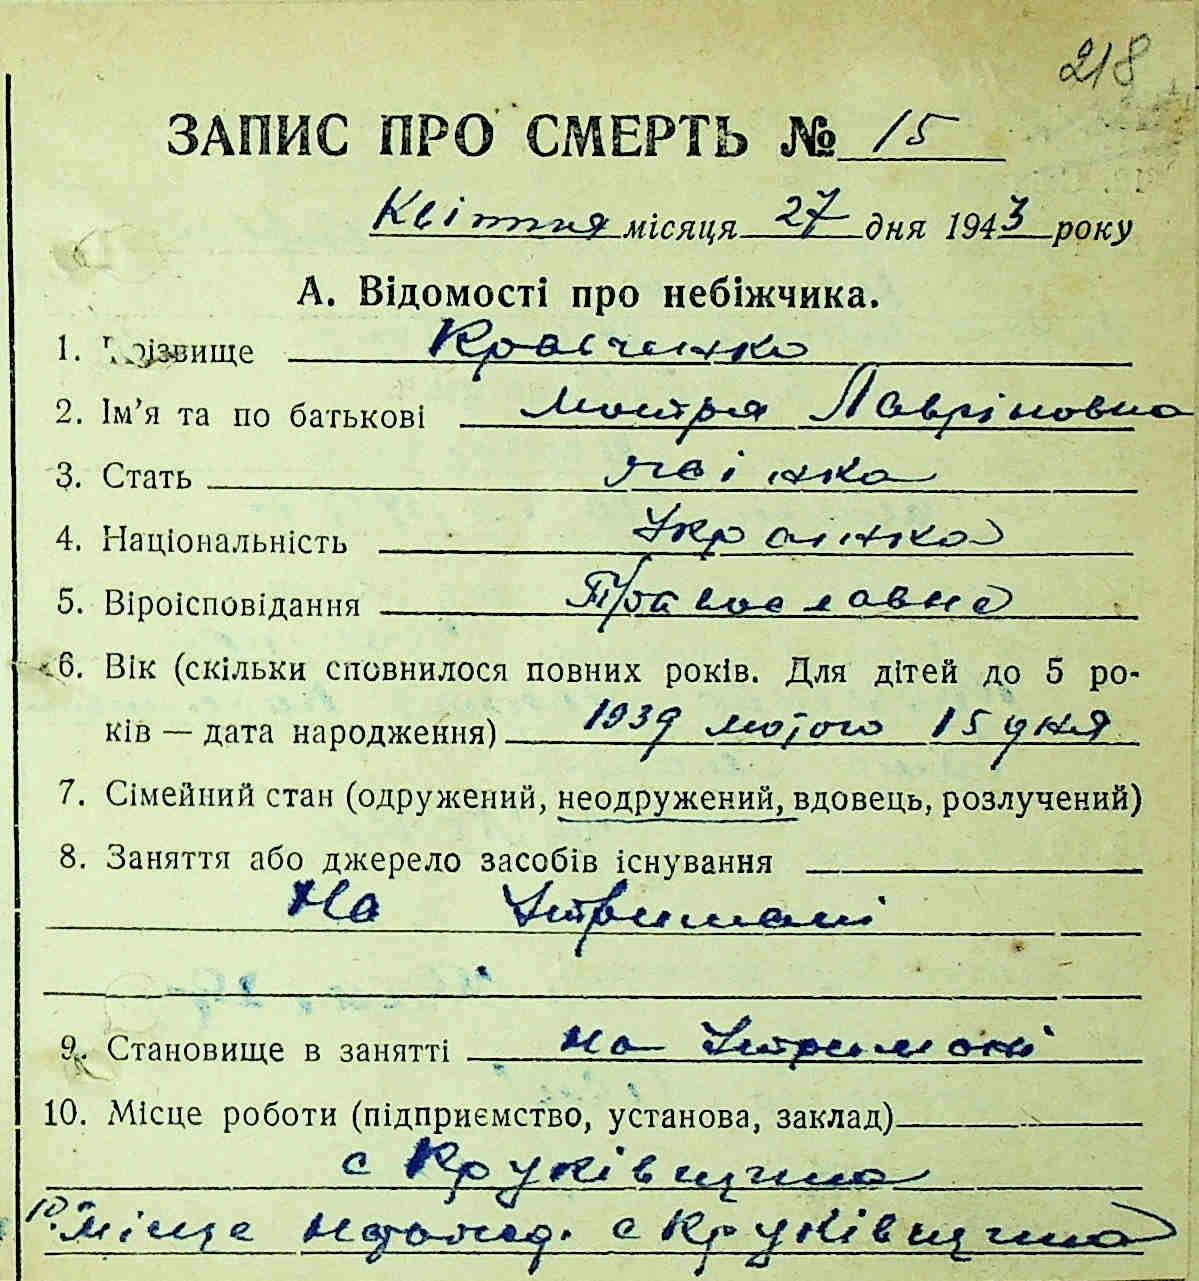 218
ЗАПИС ПРО СМЕРТЬ № 15
Квітня місяця 27 дня 1943 року
А. Відомості про небіжчика.
1. Прізвище Кравченко
2. Ім’я та по батькові Мотря Лавріновна
3. Стать жінка
4. Національність Українка
5. Віроісповідання Православна
6. Вік (скільки сповнилося повних років. Для дітей до 5 ро-
ків — дата народження) 1939 лютого 15 дня
7. Сімейний стан (одружений, неодружений, вдовець, розлучений)
8. Заняття або джерело засобів існування
На Утримані
9. Становище в занятті на Утримані
10. Місце роботи (підприємство, установа, заклад)
с Круківщина
10а Місце народ. с Круківщина